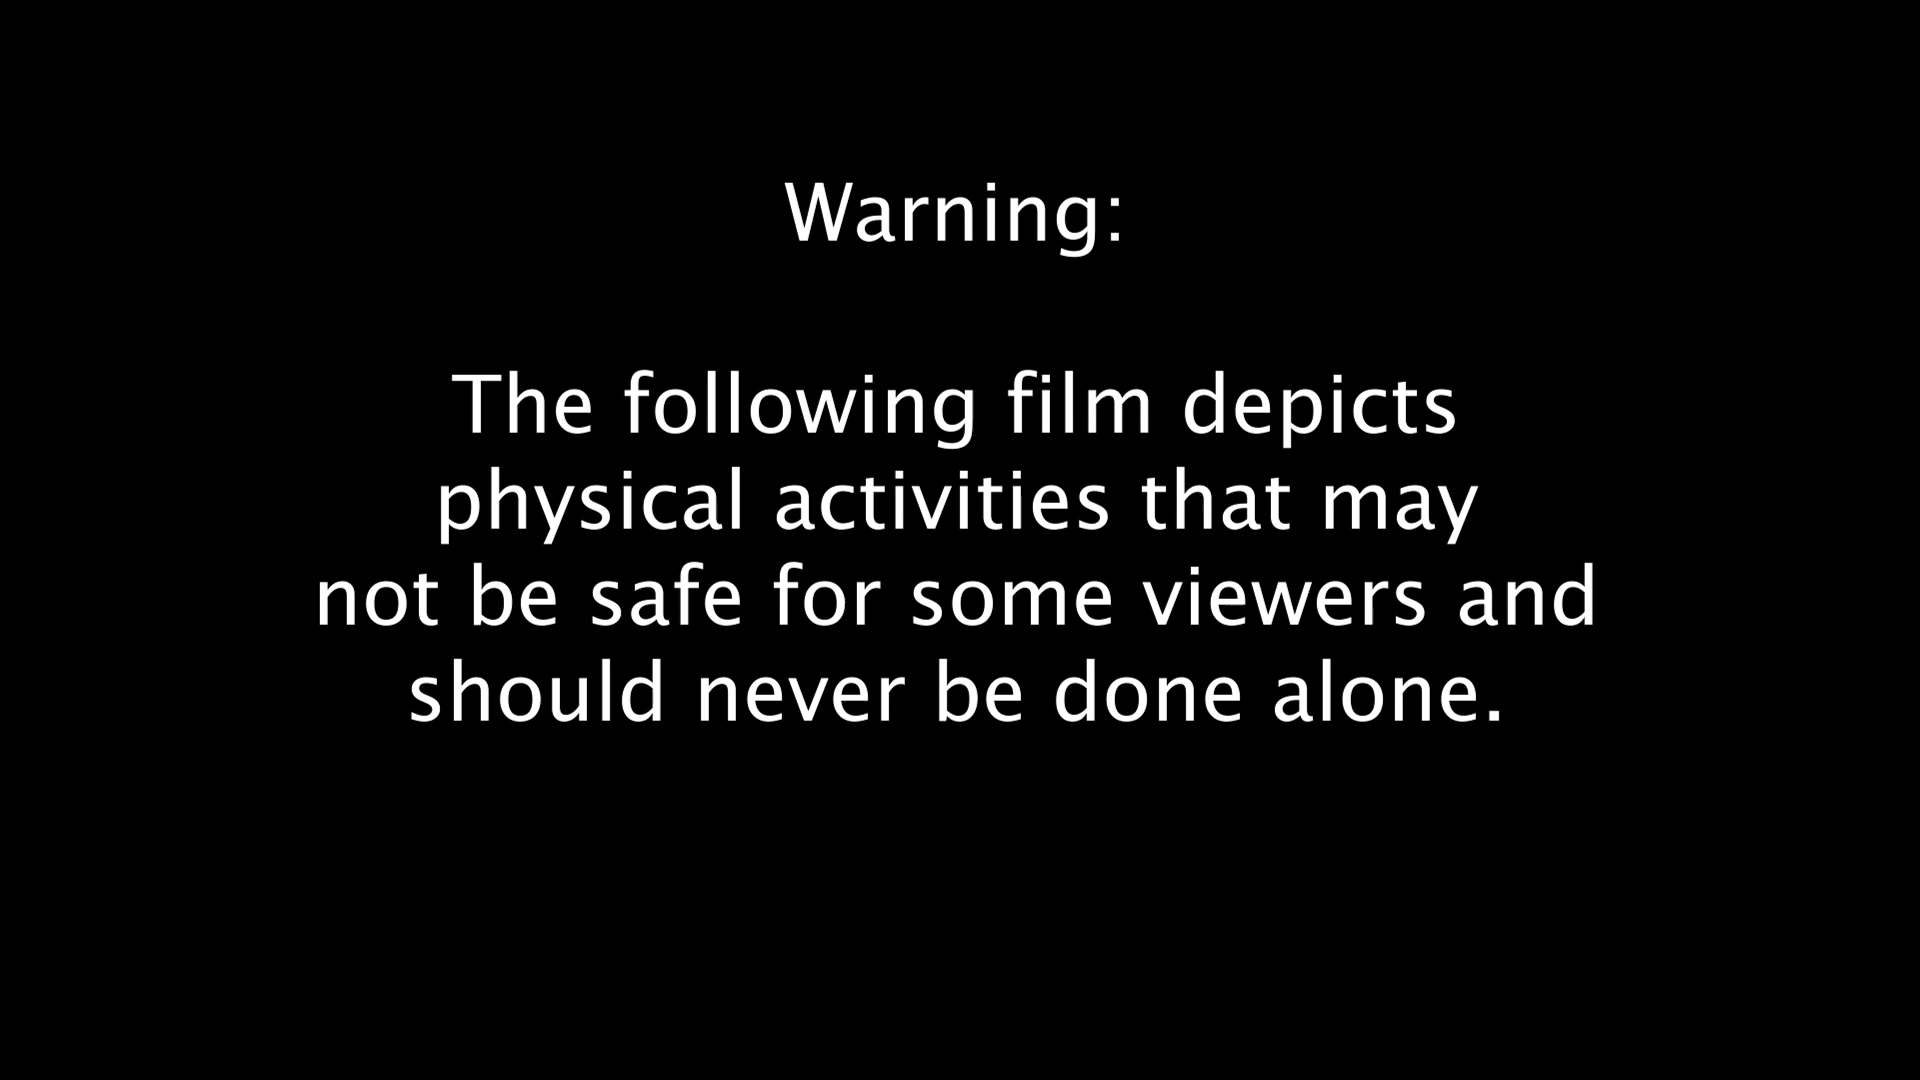 Warning:
The following film depicts
physical activities that may
not be safe for some viewers and
should never be done alone.